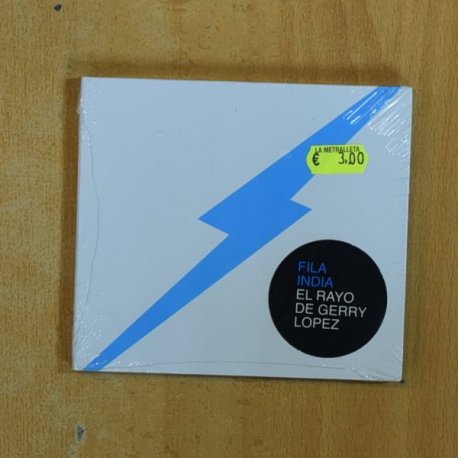 LA METRALLETA
€ 3.00
FILA
INDIA
EL RAYO
DE GERRY
LOPEZ